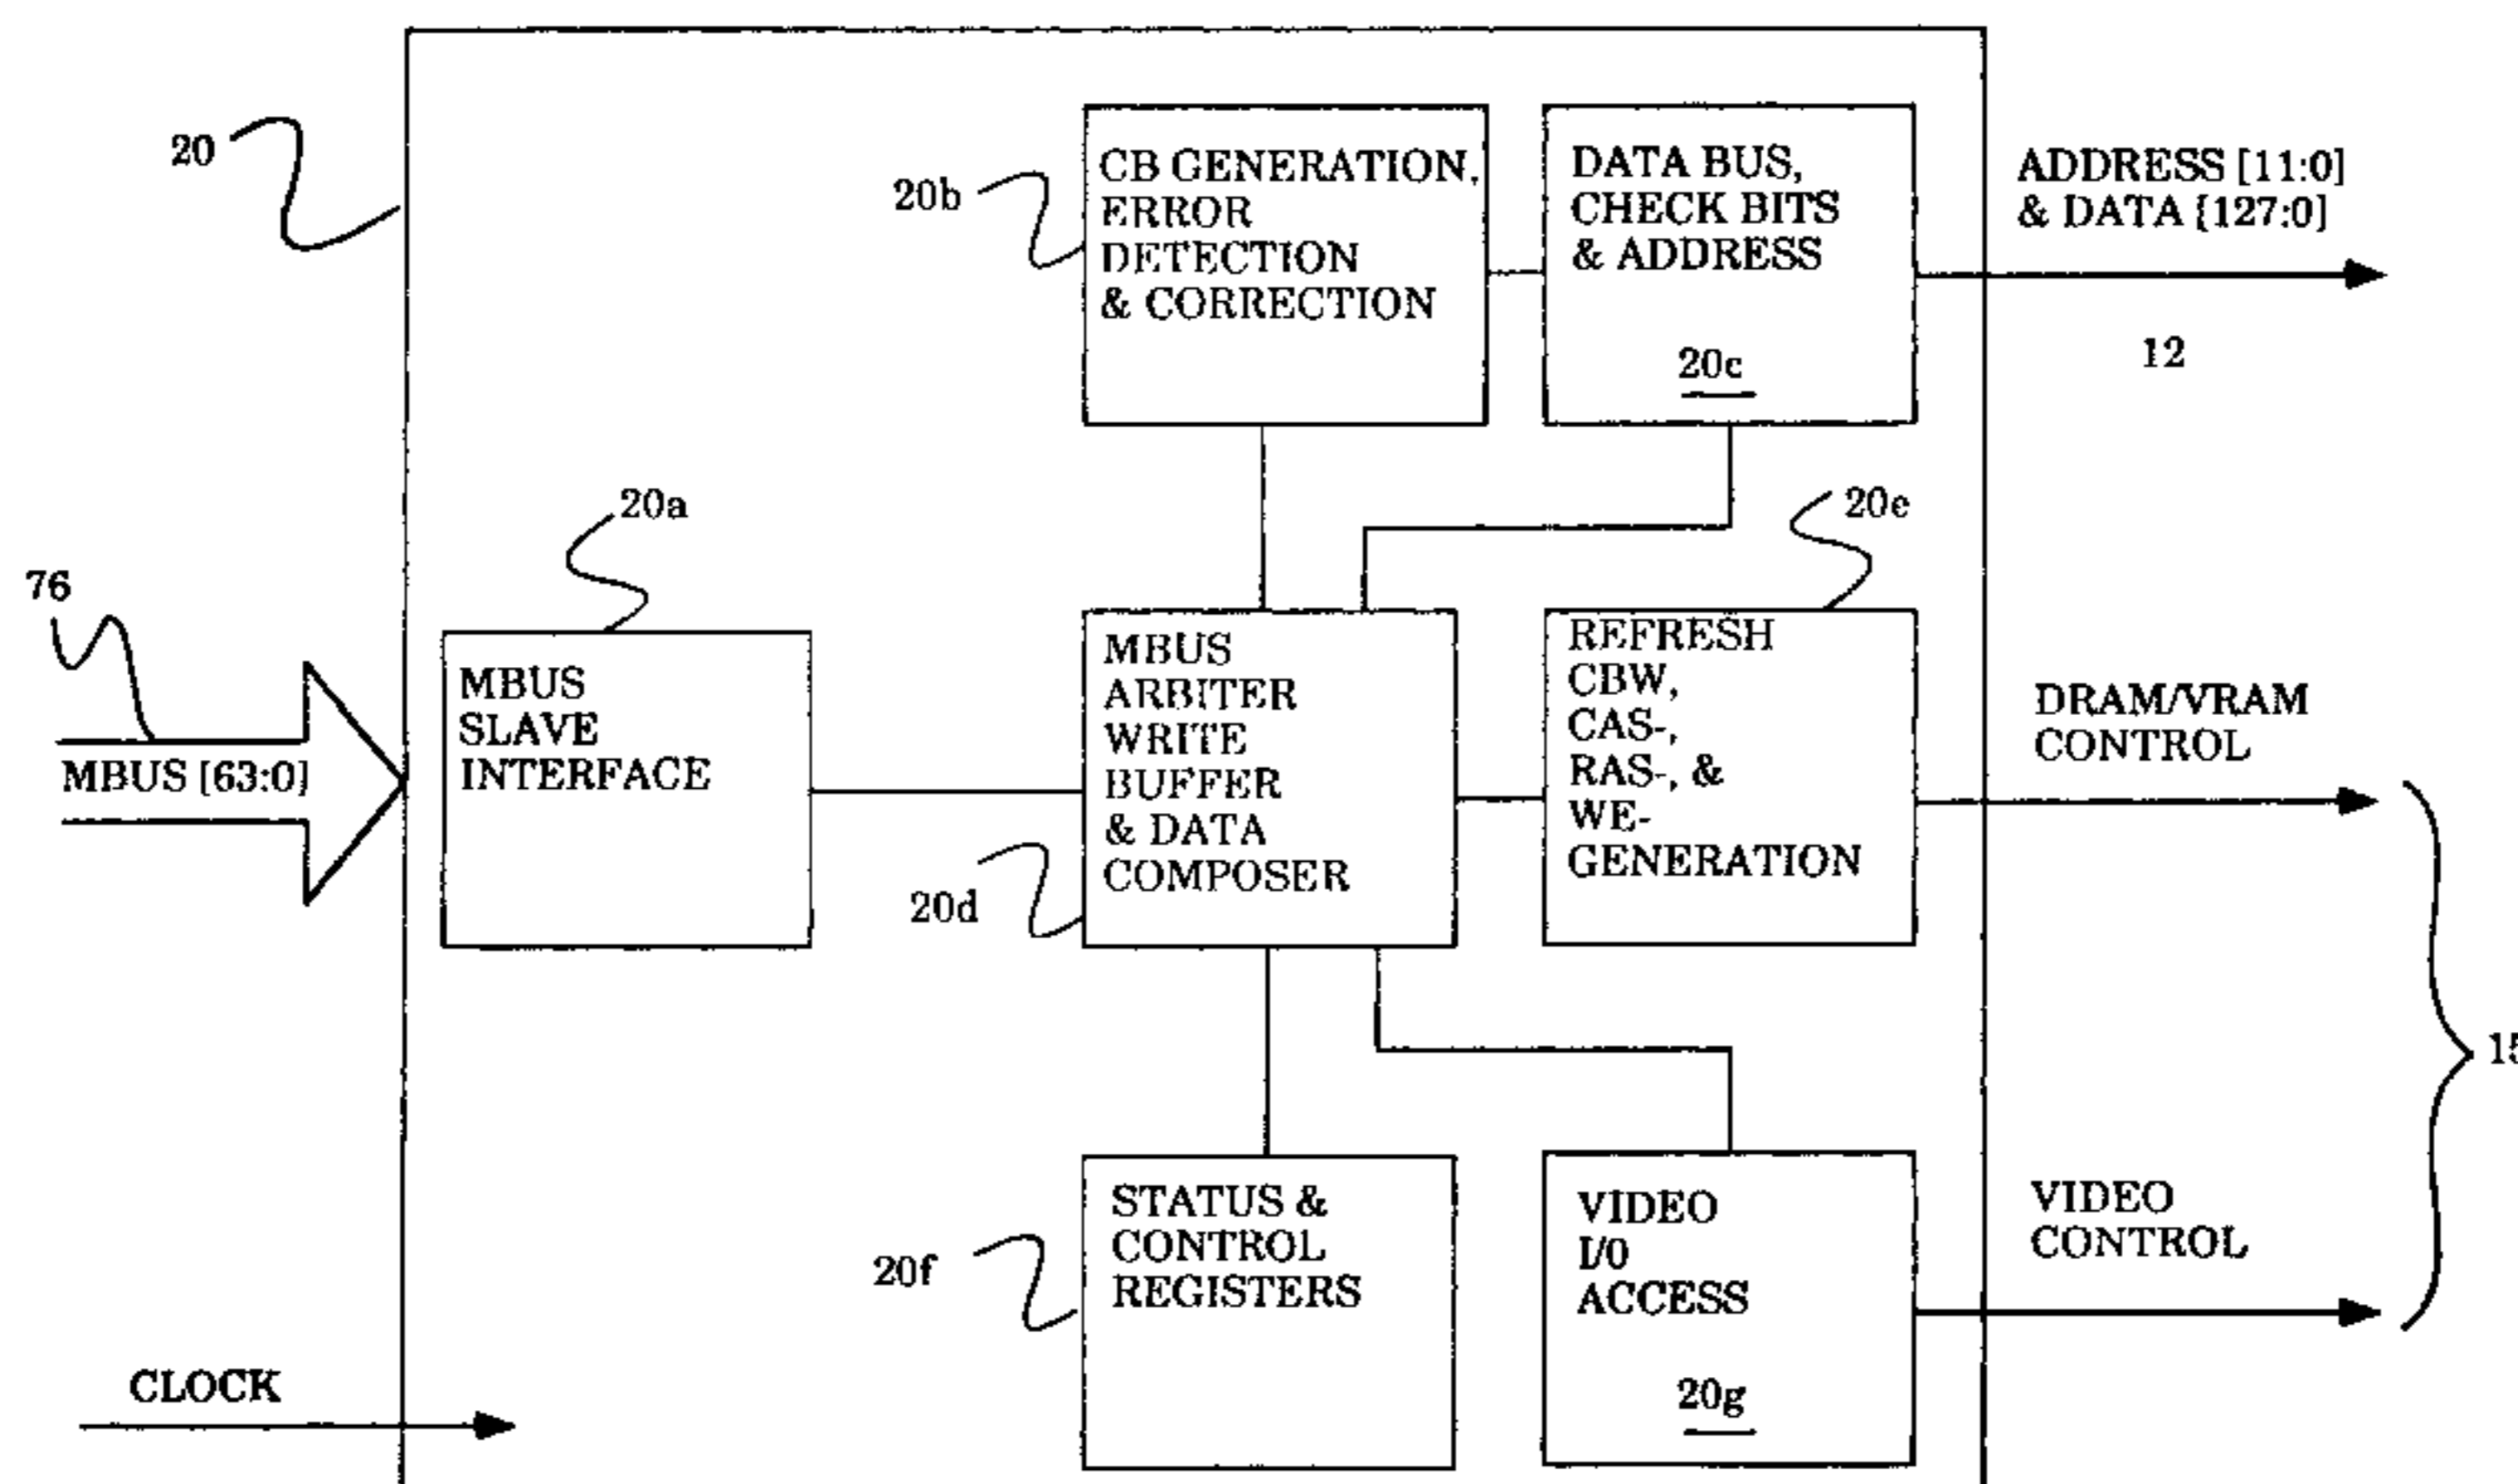 20
20b
CB GENERATION,
ERROR
DETECTION
& CORRECTION
DATA BUS,
CHECK BITS
& ADDRESS
20c
ADDRESS [11:0]
& DATA [127:0]
12
76
MBUS [63:0]
20a
MBUS
SLAVE
INTERFACE
20d
MBUS
ARBITER
WRITE
BUFFER
& DATA
COMPOSER
20e
REFRESH
CBW,
CAS-,
RAS-, &
WE-
GENERATION
DRAM/VRAM
CONTROL
15
20f
STATUS &
CONTROL
REGISTERS
VIDEO
I/O
ACCESS
20g
VIDEO
CONTROL
CLOCK